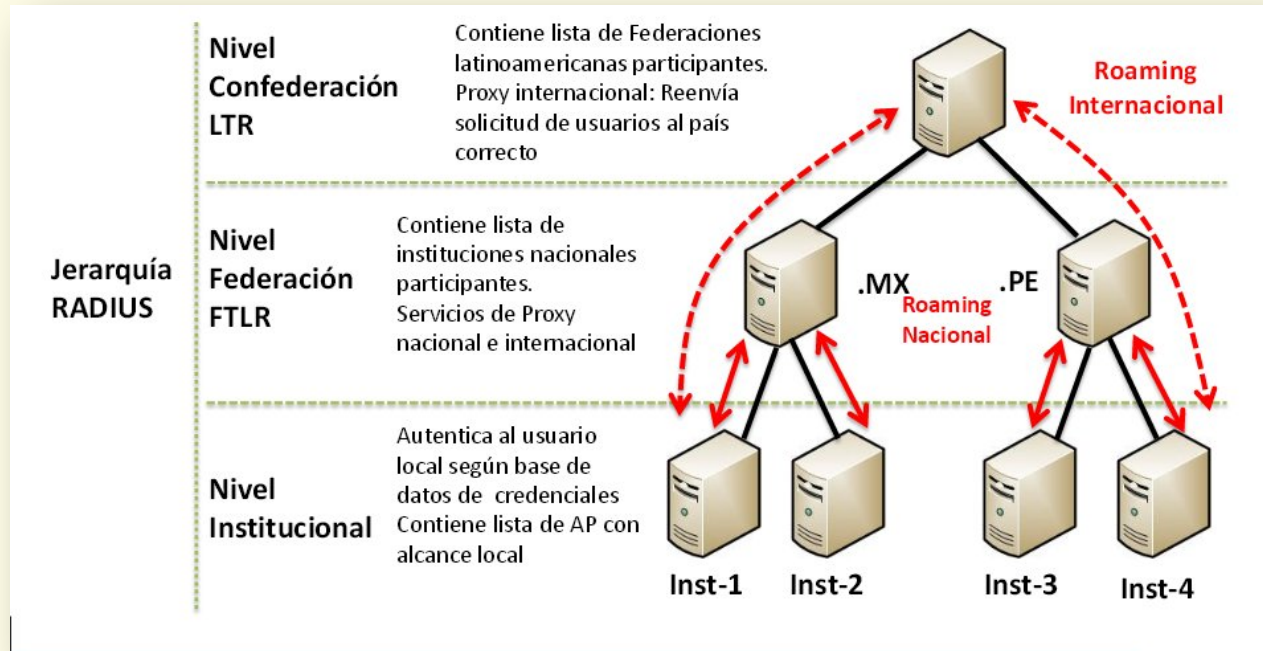 Jerarquía
RADIUS
Nivel
Confederación
LTR
Contiene lista de Federaciones
latinoamericanas participantes.
Proxy internacional: Reenvía
solicitud de usuarios al país
correcto
Roaming
Internacional
Nivel
Federación
FTLR
Contiene lista de
instituciones nacionales
participantes.
Servicios de Proxy
nacional e internacional
.MX
.PE
Roaming
Nacional
Nivel
Institucional
Autentica al usuario
local según base de
datos de credenciales
Contiene lista de AP con
alcance local
Inst-1
Inst-2
Inst-3
Inst-4